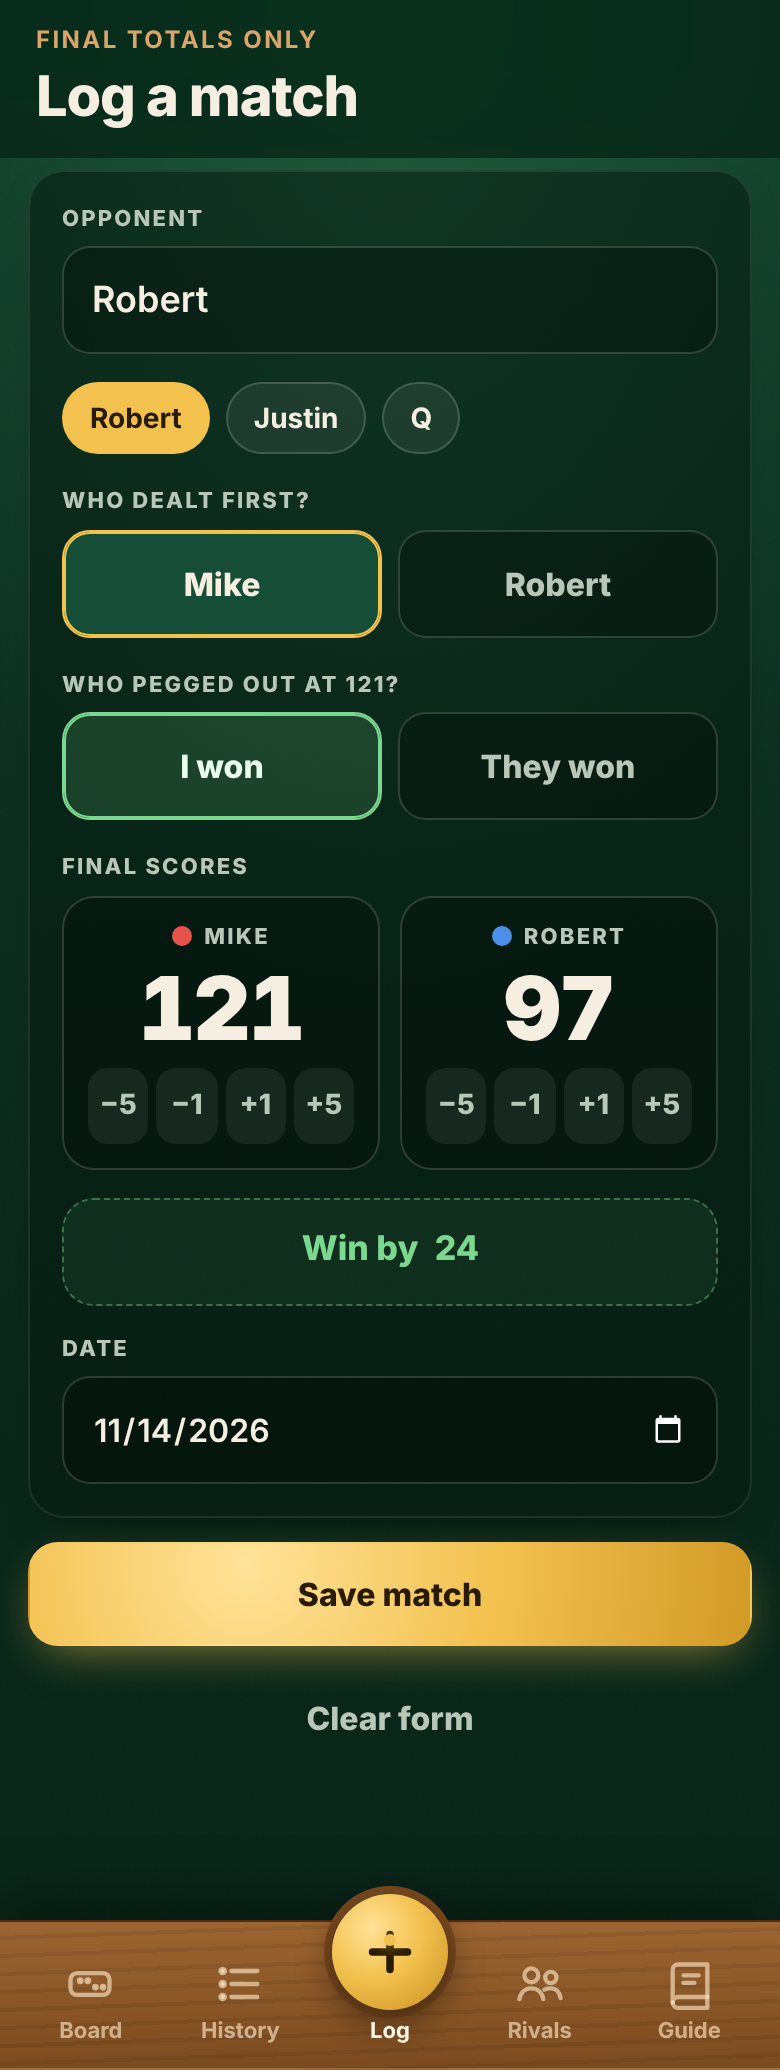 FINAL TOTALS ONLY
Log a match
OPPONENT
Robert
Robert Justin Q
WHO DEALT FIRST?
Mike Robert
WHO PEGGED OUT AT 121?
I won They won
FINAL SCORES
MIKE ROBERT
121 97
−5 −1 +1 +5 −5 −1 +1 +5
Win by 24
DATE
11/14/2026
Save match
Clear form
Board History Log Rivals Guide